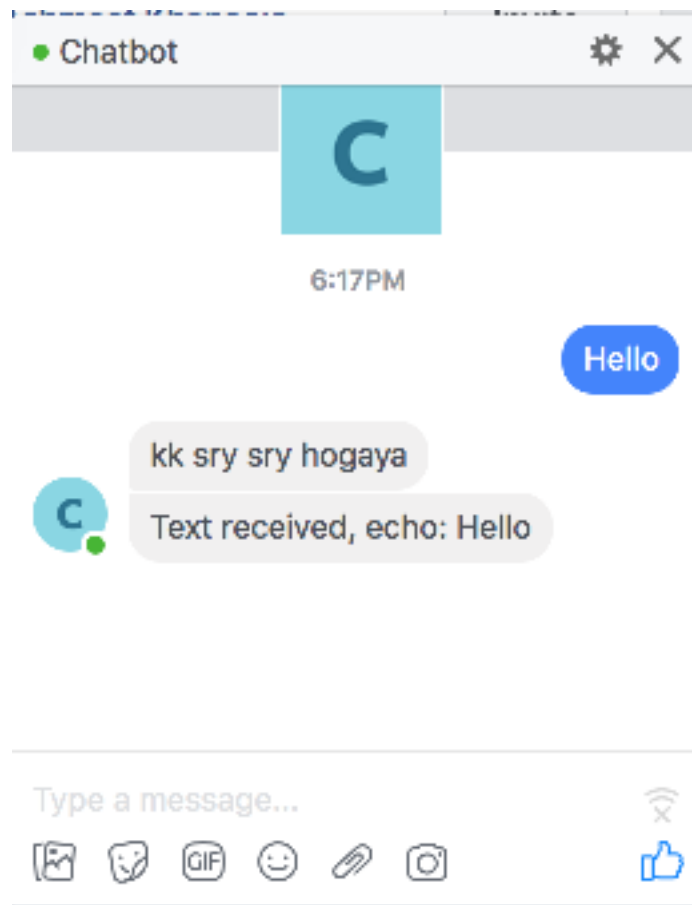 Chatbot
C
6:17PM
Hello
kk sry sry hogaya
C
Text received, echo: Hello
Type a message...
GIF